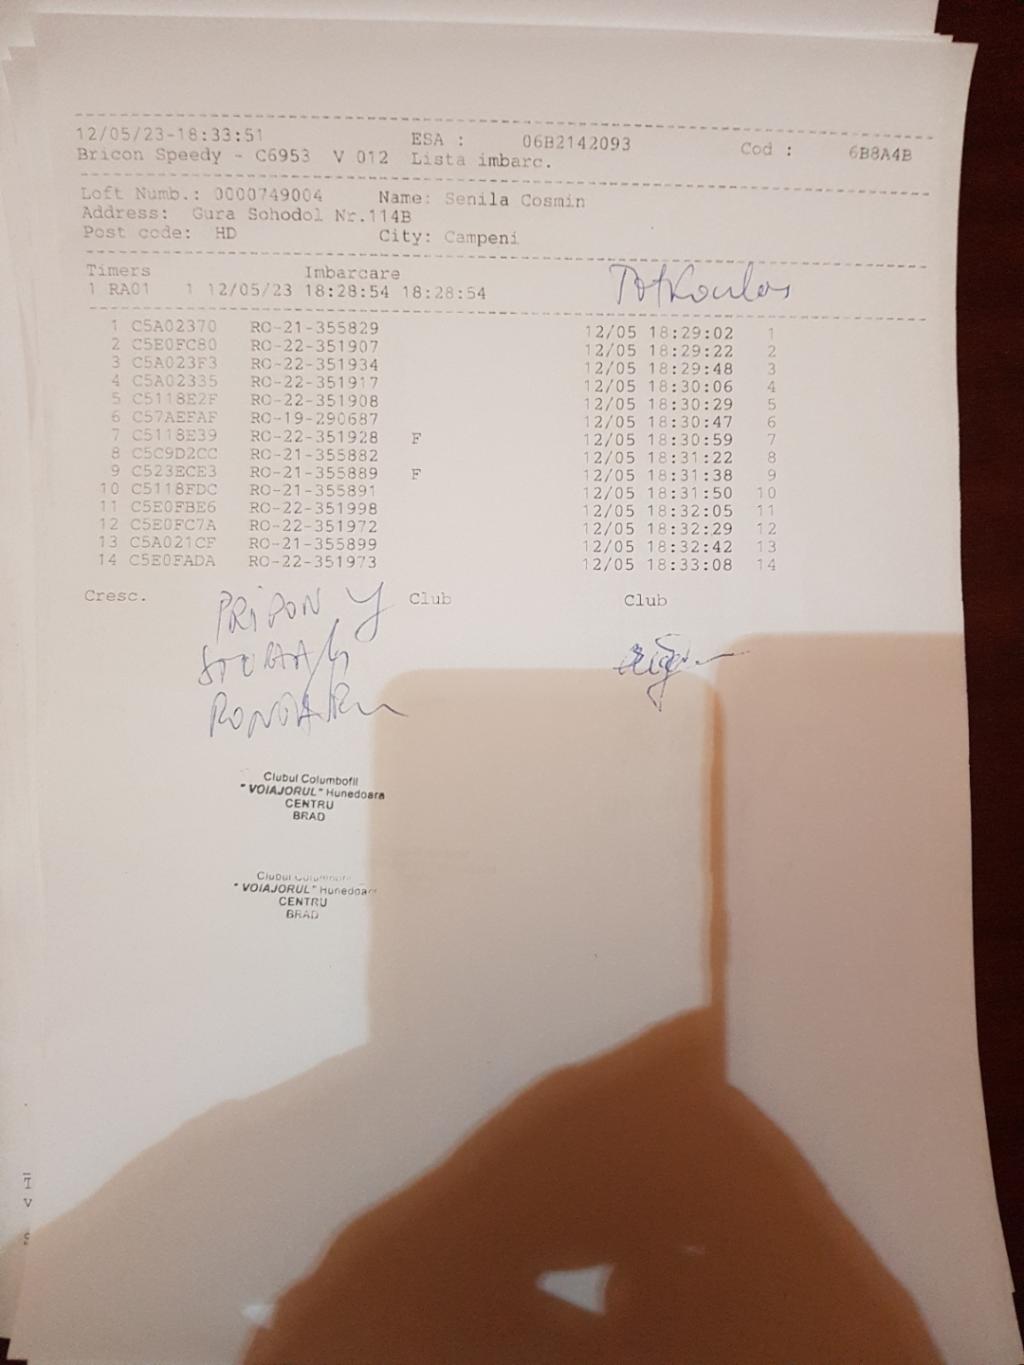 12/05/23-18:33:51 ESA : 06B2142093 Cod : 6B8A4B
Bricon Speedy - C6953 V 012 Lista imbarc.
Loft Numb.: 0000749004 Name: Senila Cosmin
Address: Gura Sohodol Nr.114B
Post code: HD City: Campeni
Timers Imbarcare
1 RA01 1 12/05/23 18:28:54 18:28:54
1 C5A02370 RO-21-355829 12/05 18:29:02 1
2 C5E0FC80 RO-22-351907 12/05 18:29:22 2
3 C5A023F3 RO-22-351934 12/05 18:29:48 3
4 C5A02335 RO-22-351917 12/05 18:30:06 4
5 C5118E2F RO-22-351908 12/05 18:30:29 5
6 C57AEFAF RO-19-290687 12/05 18:30:47 6
7 C5118E39 RO-22-351928 F 12/05 18:30:59 7
8 C5C9D2CC RO-21-355882 12/05 18:31:22 8
9 C523ECE3 RO-21-355889 F 12/05 18:31:38 9
10 C5118FDC RO-21-355891 12/05 18:31:50 10
11 C5E0FBE6 RO-22-351998 12/05 18:32:05 11
12 C5E0FC7A RO-22-351972 12/05 18:32:29 12
13 C5A021CF RO-21-355899 12/05 18:32:42 13
14 C5E0FADA RO-22-351973 12/05 18:33:08 14
Cresc. Club Club
PRIPON
Clubul Columbofil
"VOIAJORUL" Hunedoara
CENTRU
BRAD
Clubul Columbofil
"VOIAJORUL" Hunedoara
CENTRU
BRAD